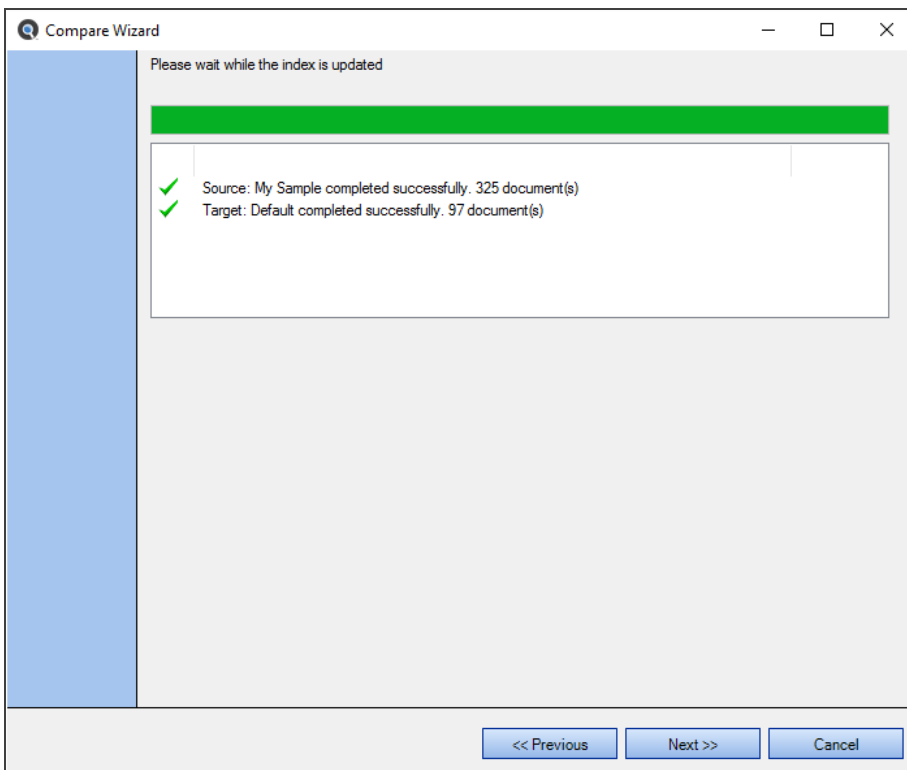 Compare Wizard
Please wait while the index is updated
Source: My Sample completed successfully. 325 document(s)
Target: Default completed successfully. 97 document(s)
<< Previous
Next >>
Cancel